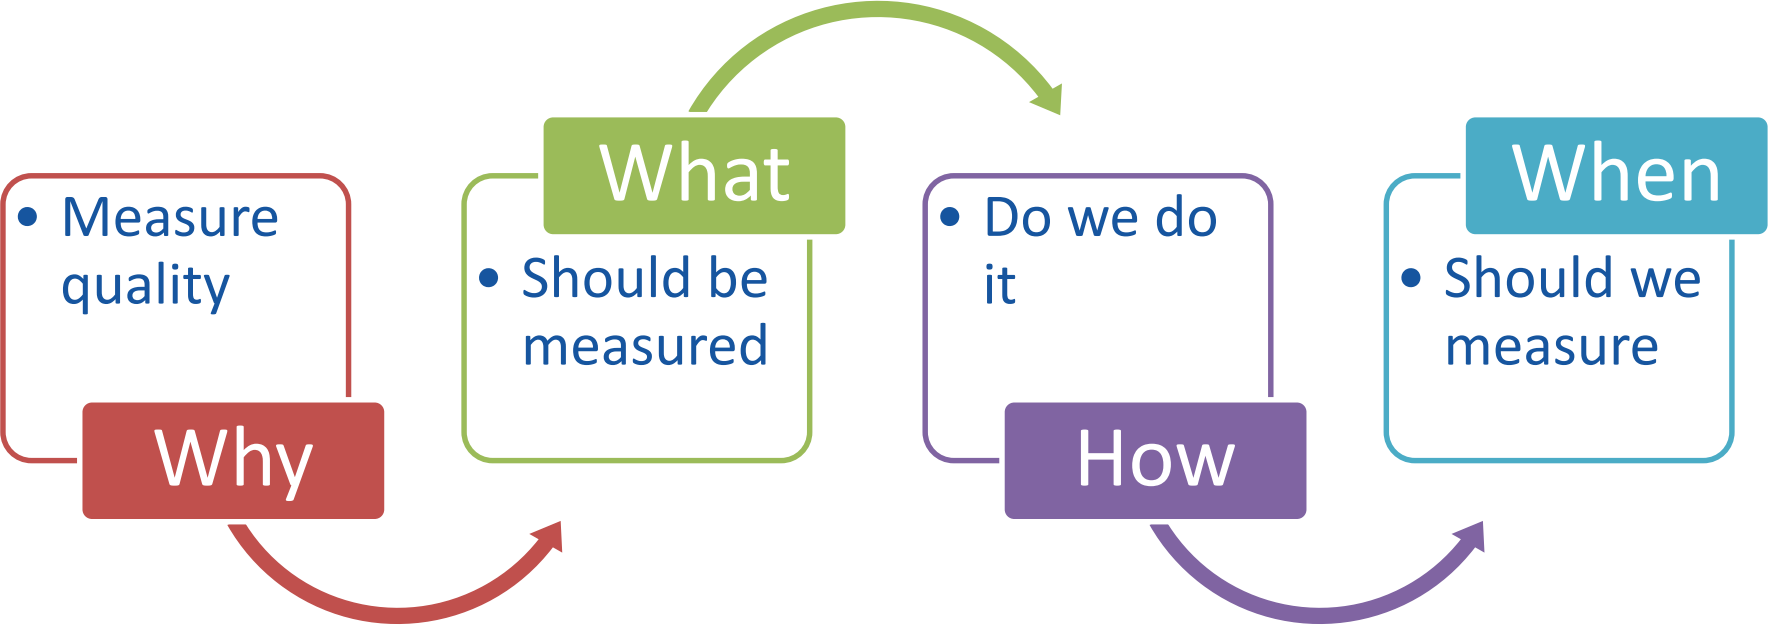 Why
• Measure
quality
What
• Should be
measured
How
• Do we do
it
When
• Should we
measure